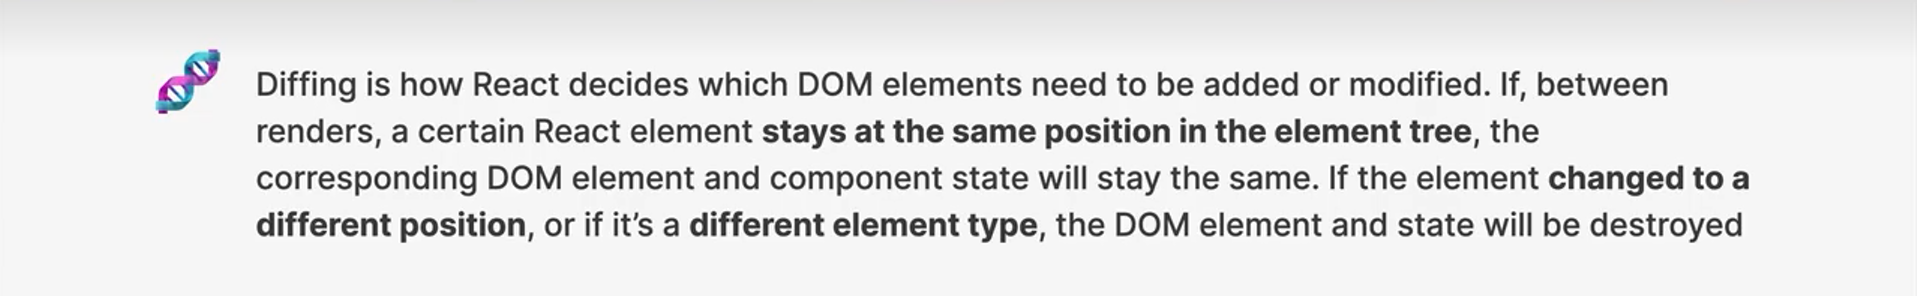 Diffing is how React decides which DOM elements need to be added or modified. If, between
renders, a certain React element stays at the same position in the element tree, the
corresponding DOM element and component state will stay the same. If the element changed to a
different position, or if it’s a different element type, the DOM element and state will be destroyed